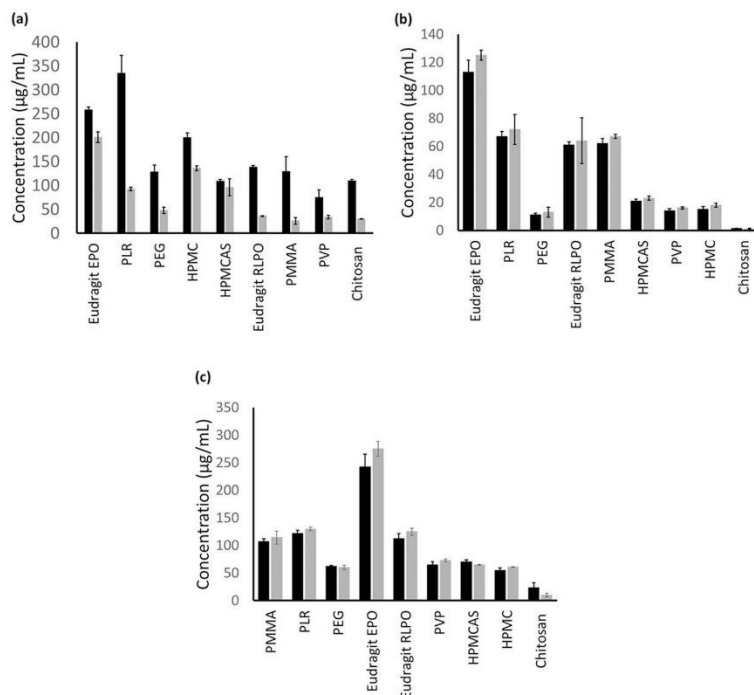 (a)
Concentration (µg/mL)
400
350
300
250
200
150
100
50
0
Eudragit EPO
PLR
PEG
HPMC
HPMCAS
Eudragit RLPO
PMMA
PVP
Chitosan
(b)
Concentration (µg/mL)
140
120
100
80
60
40
20
0
Eudragit EPO
PLR
PEG
Eudragit RLPO
PMMA
HPMCAS
PVP
HPMC
Chitosan
(c)
Concentration (µg/mL)
350
300
250
200
150
100
50
0
PMMA
PLR
PEG
Eudragit EPO
Eudragit RLPO
PVP
HPMCAS
HPMC
Chitosan